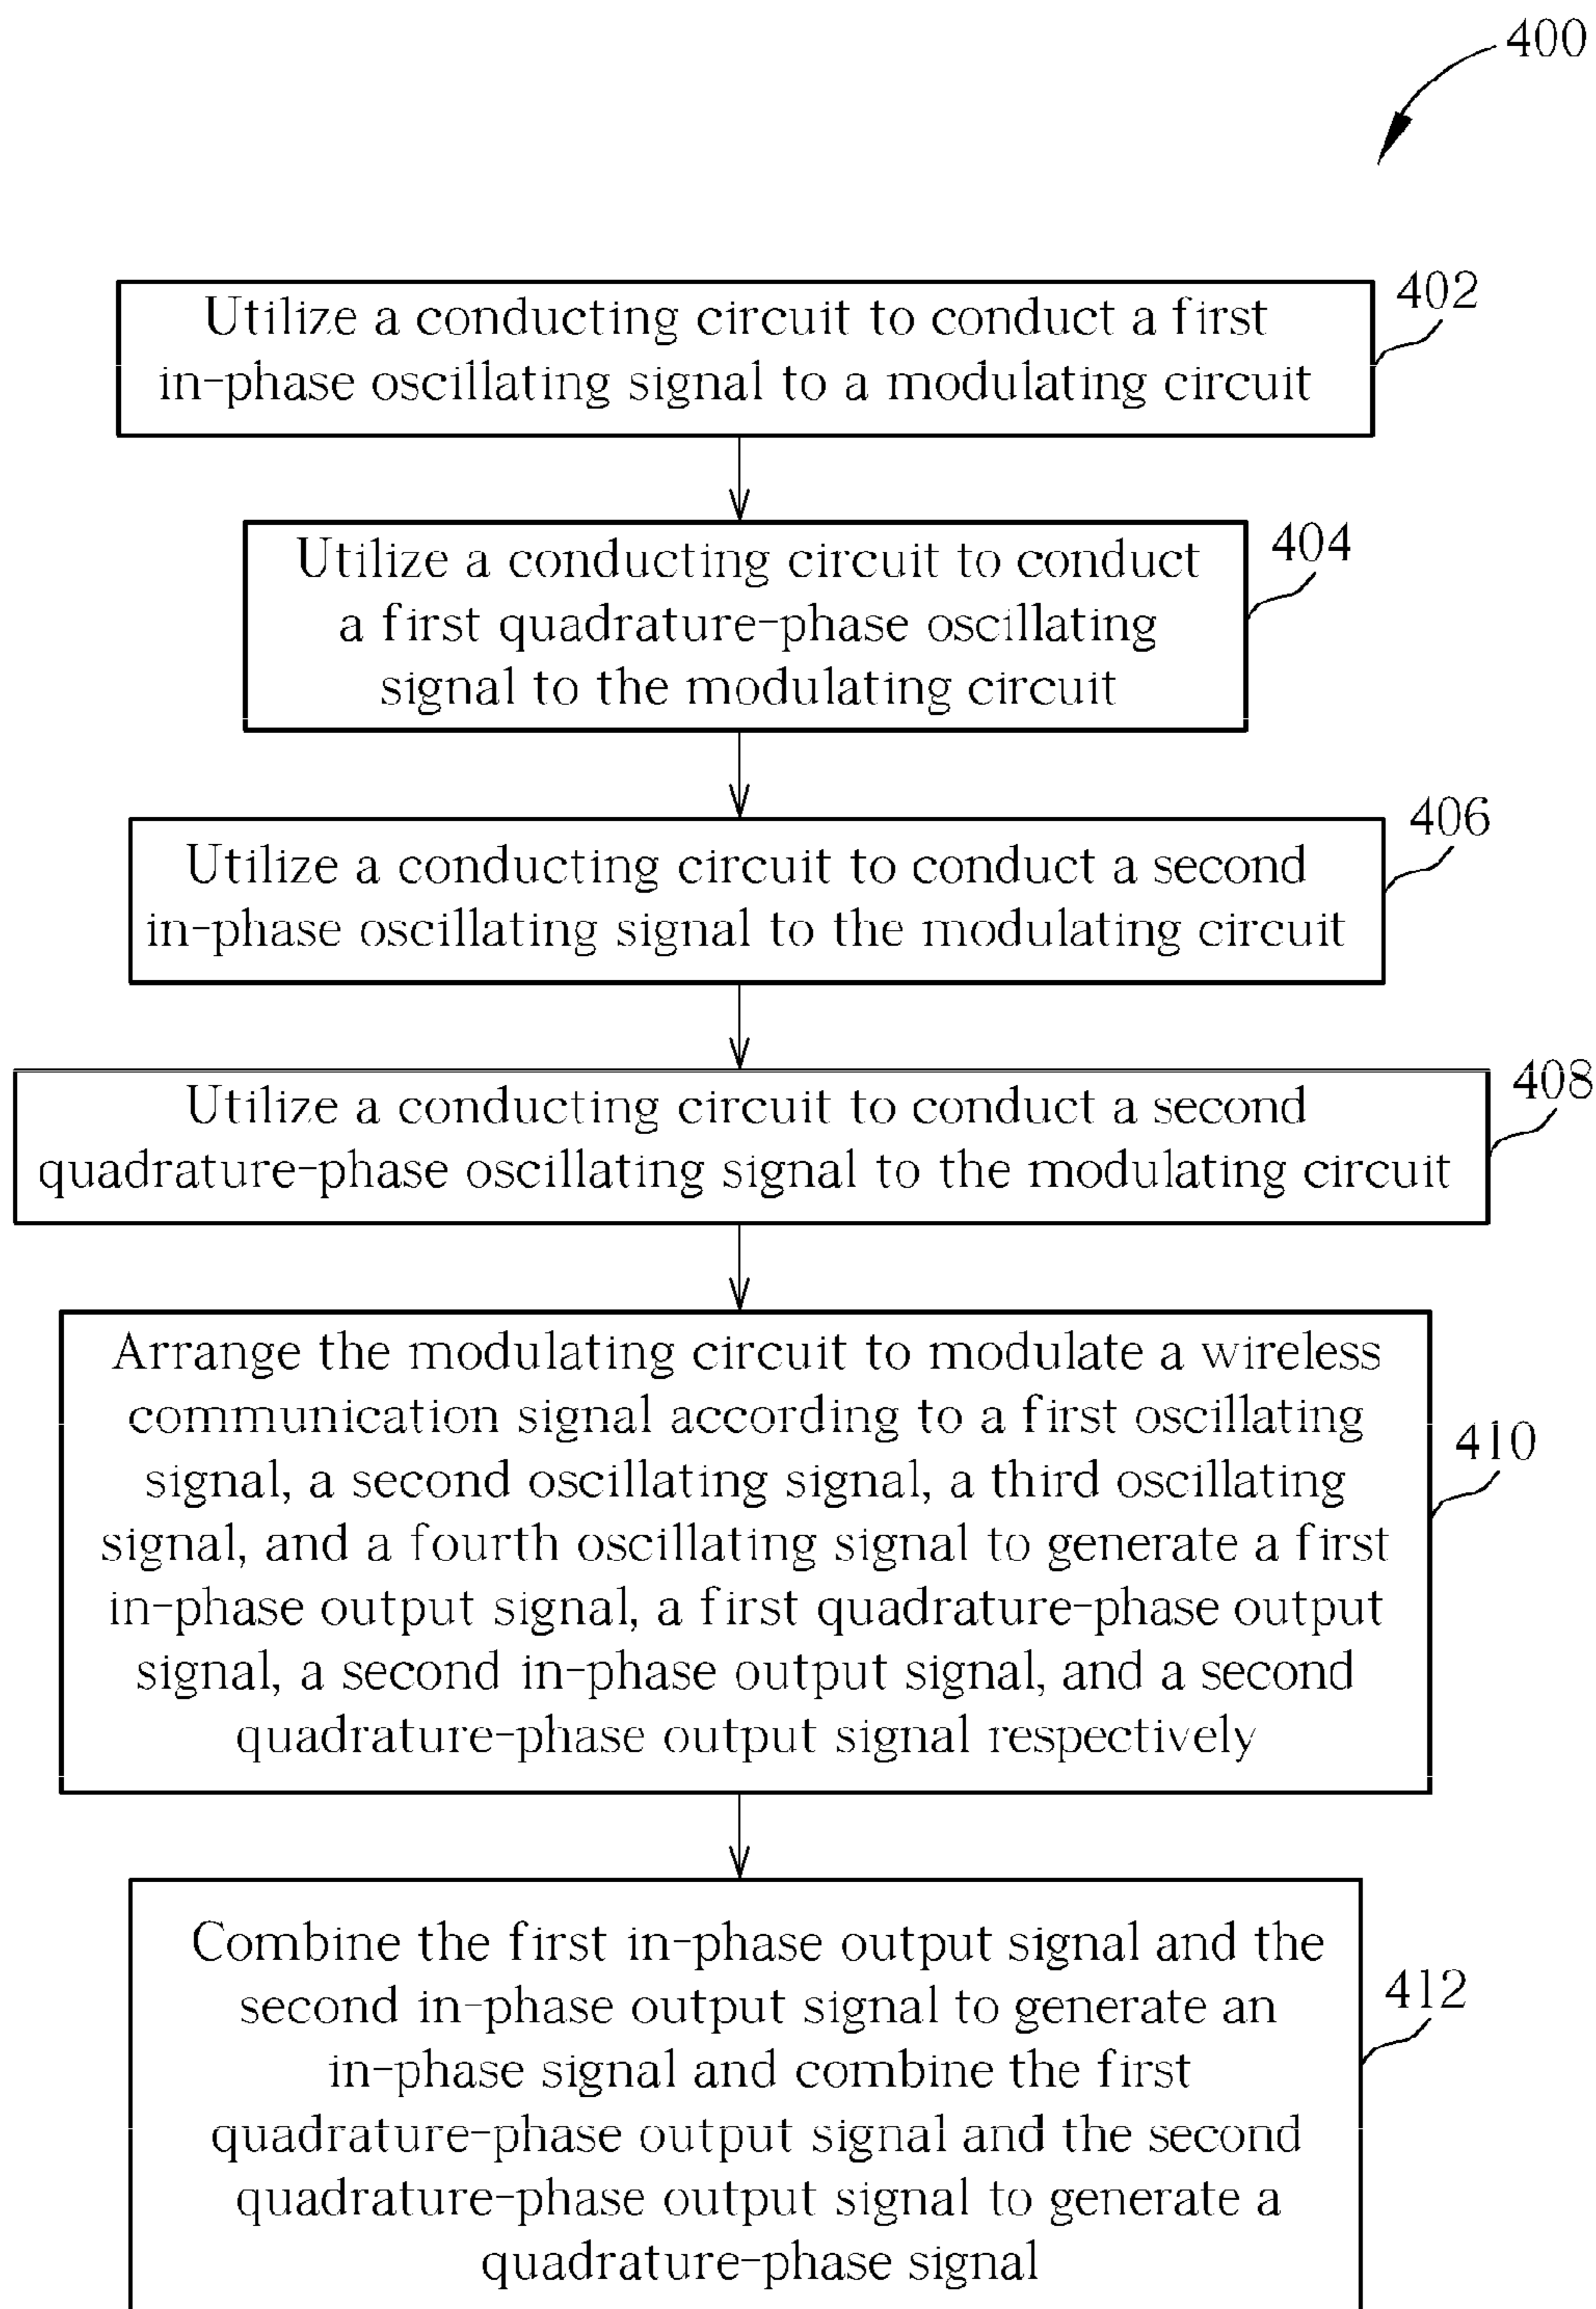 400
402
Utilize a conducting circuit to conduct a first
in-phase oscillating signal to a modulating circuit
404
Utilize a conducting circuit to conduct
a first quadrature-phase oscillating
signal to the modulating circuit
406
Utilize a conducting circuit to conduct a second
in-phase oscillating signal to the modulating circuit
408
Utilize a conducting circuit to conduct a second
quadrature-phase oscillating signal to the modulating circuit
410
Arrange the modulating circuit to modulate a wireless
communication signal according to a first oscillating
signal, a second oscillating signal, a third oscillating
signal, and a fourth oscillating signal to generate a first
in-phase output signal, a first quadrature-phase output
signal, a second in-phase output signal, and a second
quadrature-phase output signal respectively
412
Combine the first in-phase output signal and the
second in-phase output signal to generate an
in-phase signal and combine the first
quadrature-phase output signal and the second
quadrature-phase output signal to generate a
quadrature-phase signal